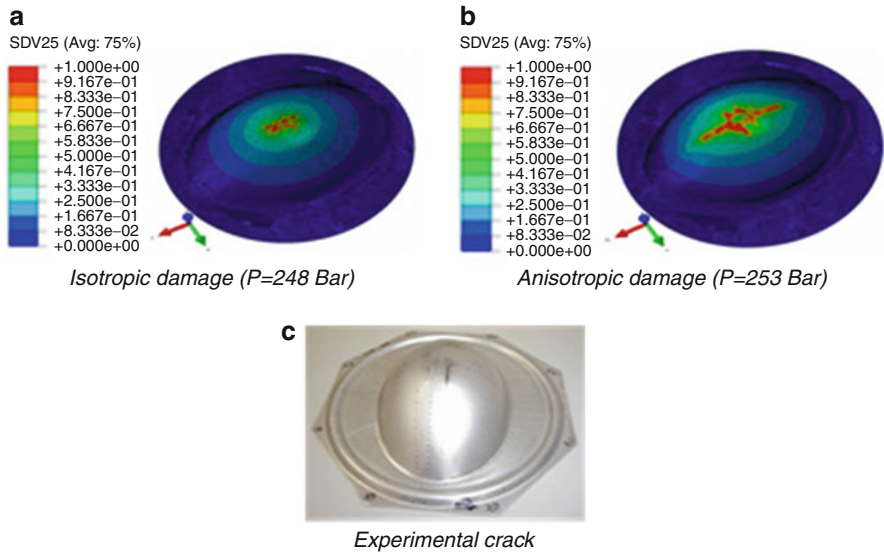 a
SDV25 (Avg: 75%)
+1.000e+00
+9.167e–01
+8.333e–01
+7.500e–01
+6.667e–01
+5.833e–01
+5.000e–01
+4.167e–01
+3.333e–01
+2.500e–01
+1.667e–01
+8.333e–02
+0.000e+00
Isotropic damage (P=248 Bar)
b
SDV25 (Avg: 75%)
+1.000e+00
+9.167e–01
+8.333e–01
+7.500e–01
+6.667e–01
+5.833e–01
+5.000e–01
+4.167e–01
+3.333e–01
+2.500e–01
+1.667e–01
+8.333e–02
+0.000e+00
Anisotropic damage (P=253 Bar)
c
Experimental crack